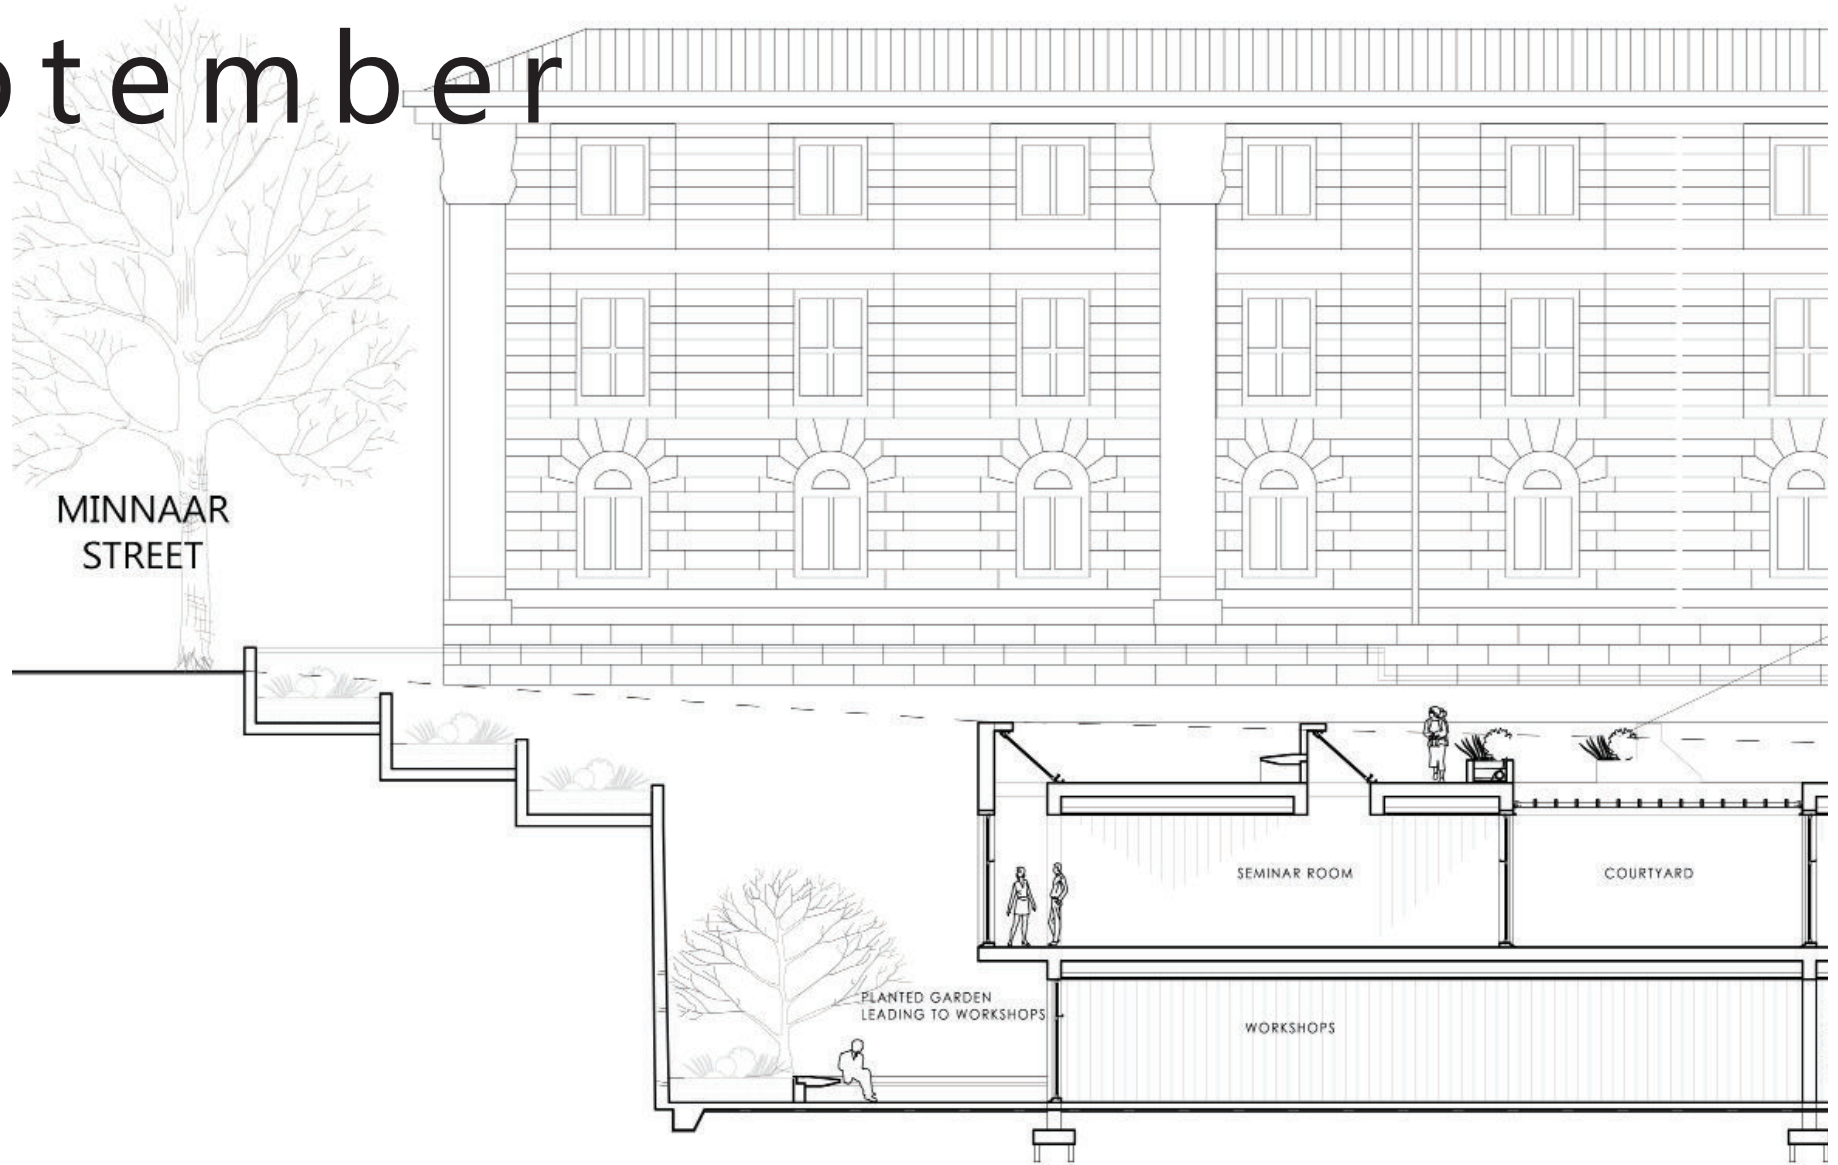 tember
MINNAAR
STREET
SEMINAR ROOM
COURTYARD
PLANTED GARDEN
LEADING TO WORKSHOPS
WORKSHOPS